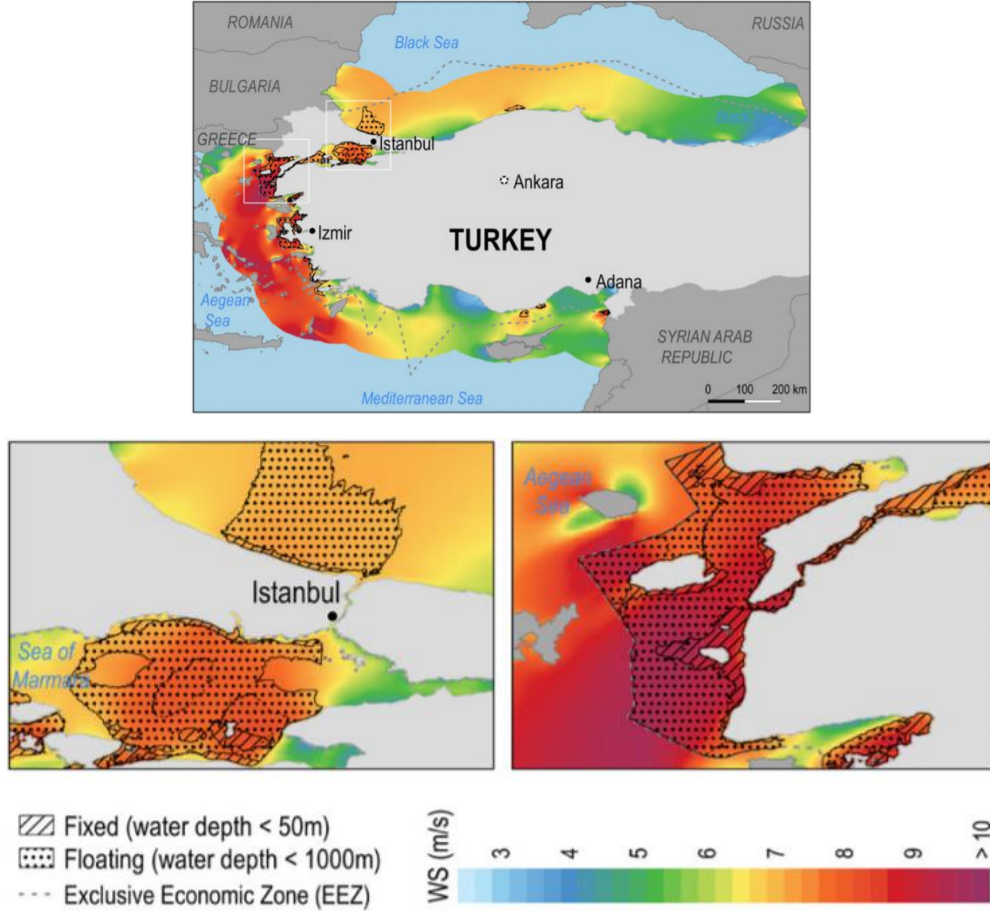 ROMANIA
RUSSIA
Black Sea
BULGARIA
GREECE
Istanbul
Ankara
TURKEY
Izmir
Adana
Aegean
Sea
SYRIAN ARAB
REPUBLIC
Mediterranean Sea
0 100 200 km
Aegean
Sea
Istanbul
Sea of
Marmara
Fixed (water depth < 50m)
Floating (water depth < 1000m)
Exclusive Economic Zone (EEZ)
WS (m/s)
3 4 5 6 7 8 9 > 10